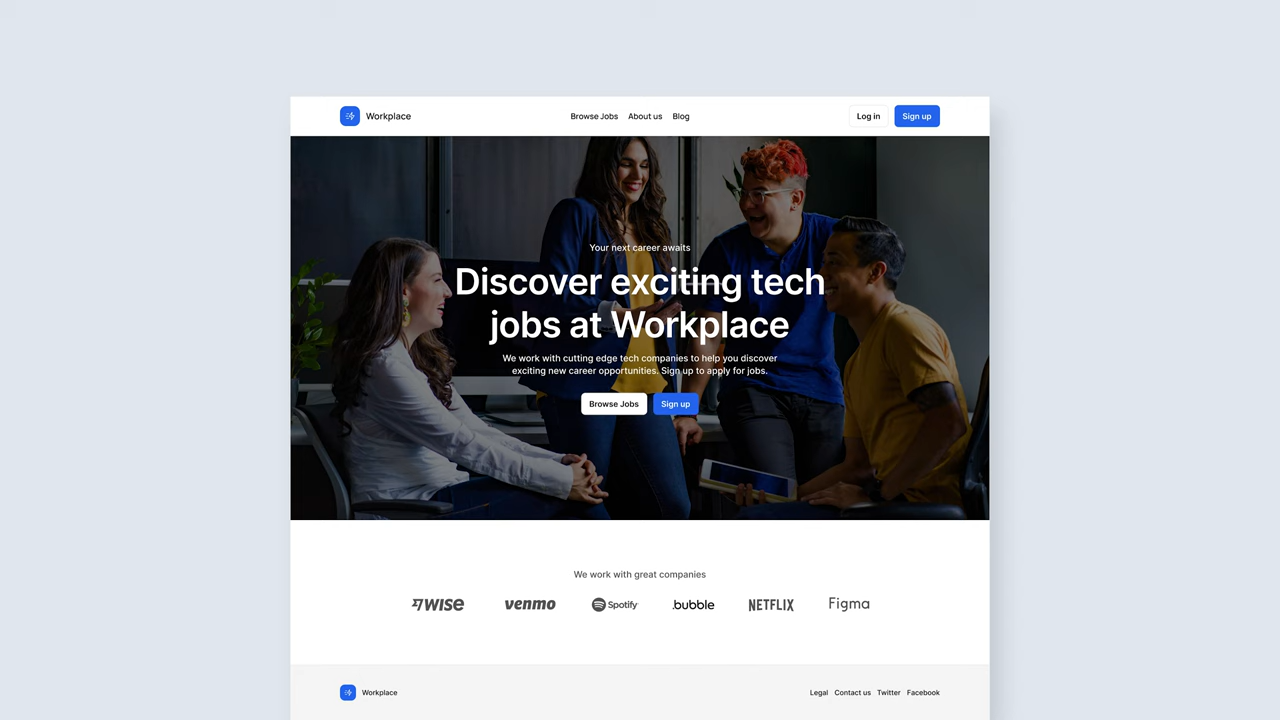 Workplace
Browse Jobs About us Blog
Log in
Sign up
Your next career awaits
Discover exciting tech
jobs at Workplace
We work with cutting edge tech companies to help you discover
exciting new career opportunities. Sign up to apply for jobs.
Browse Jobs
Sign up
We work with great companies
WISE
venmo
Spotify
.bubble
NETFLIX
Figma
Workplace
Legal Contact us Twitter Facebook